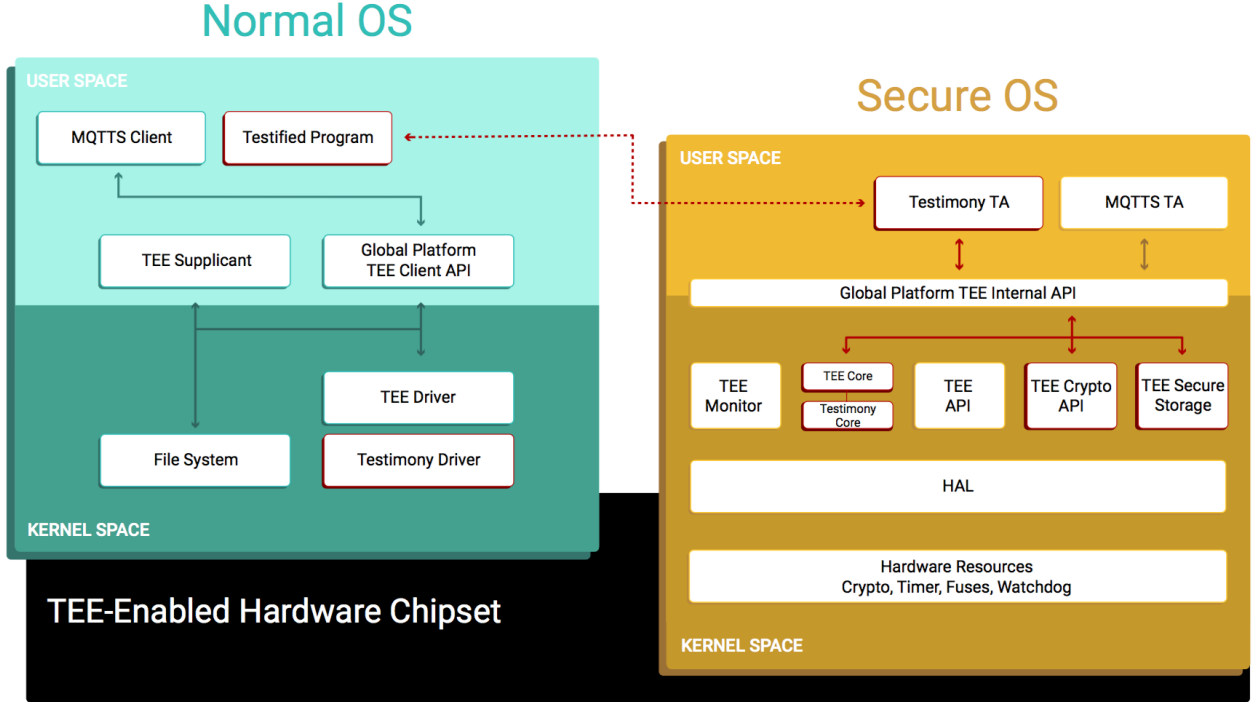 Normal OS
USER SPACE
MQTTS Client
Testified Program
TEE Supplicant
Global Platform
TEE Client API
TEE Driver
File System
Testimony Driver
KERNEL SPACE
TEE-Enabled Hardware Chipset
Secure OS
USER SPACE
Testimony TA
MQTTS TA
Global Platform TEE Internal API
TEE
Monitor
TEE Core
Testimony
Core
TEE
API
TEE Crypto
API
TEE Secure
Storage
HAL
Hardware Resources
Crypto, Timer, Fuses, Watchdog
KERNEL SPACE